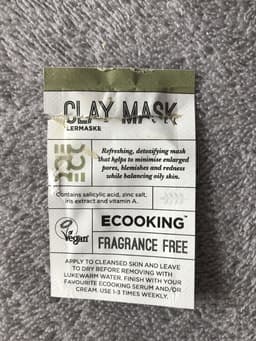 CLAY MASK
LERMASKE
Refreshing, detoxifying mask
that helps to minimise enlarged
pores, blemishes and redness
while balancing oily skin.
Contains salicylic acid, zinc salt,
iris extract and vitamin A.
Vegan
ECOOKING™
FRAGRANCE FREE
APPLY TO CLEANSED SKIN AND LEAVE
TO DRY BEFORE REMOVING WITH
LUKEWARM WATER. FINISH WITH YOUR
FAVOURITE ECOOKING SERUM AND/OR
CREAM. USE 1-3 TIMES WEEKLY.